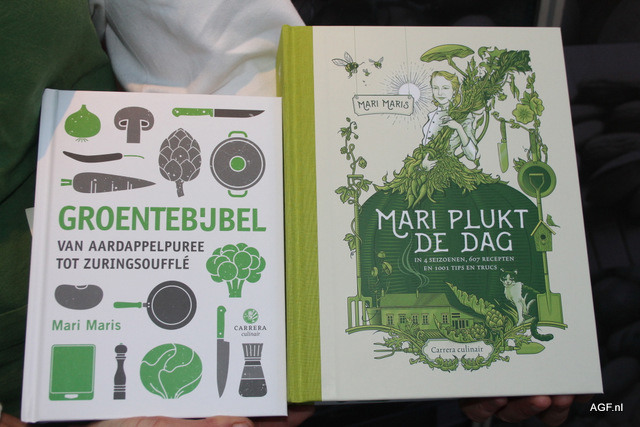 GROENTEBIJBEL
VAN AARDAPPELPUREE
TOT ZURINGSOUFFLÉ
Mari Maris
CARRERA
culinair
MARI MARIS
MARI PLUKT
DE DAG
IN 4 SEIZOENEN, 607 RECEPTEN
EN 1001 TIPS EN TRUCS
Carrera culinair
AGF.nl